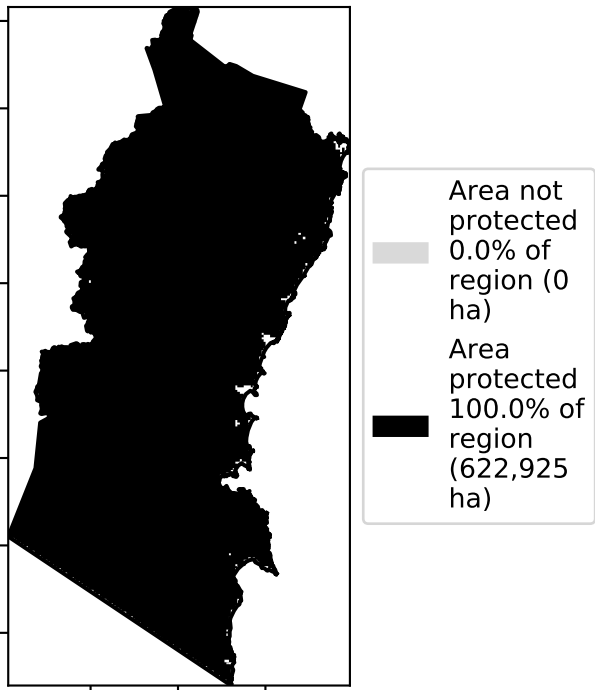 Area not
protected
0.0% of
region (0
ha)
Area
protected
100.0% of
region
(622,925
ha)